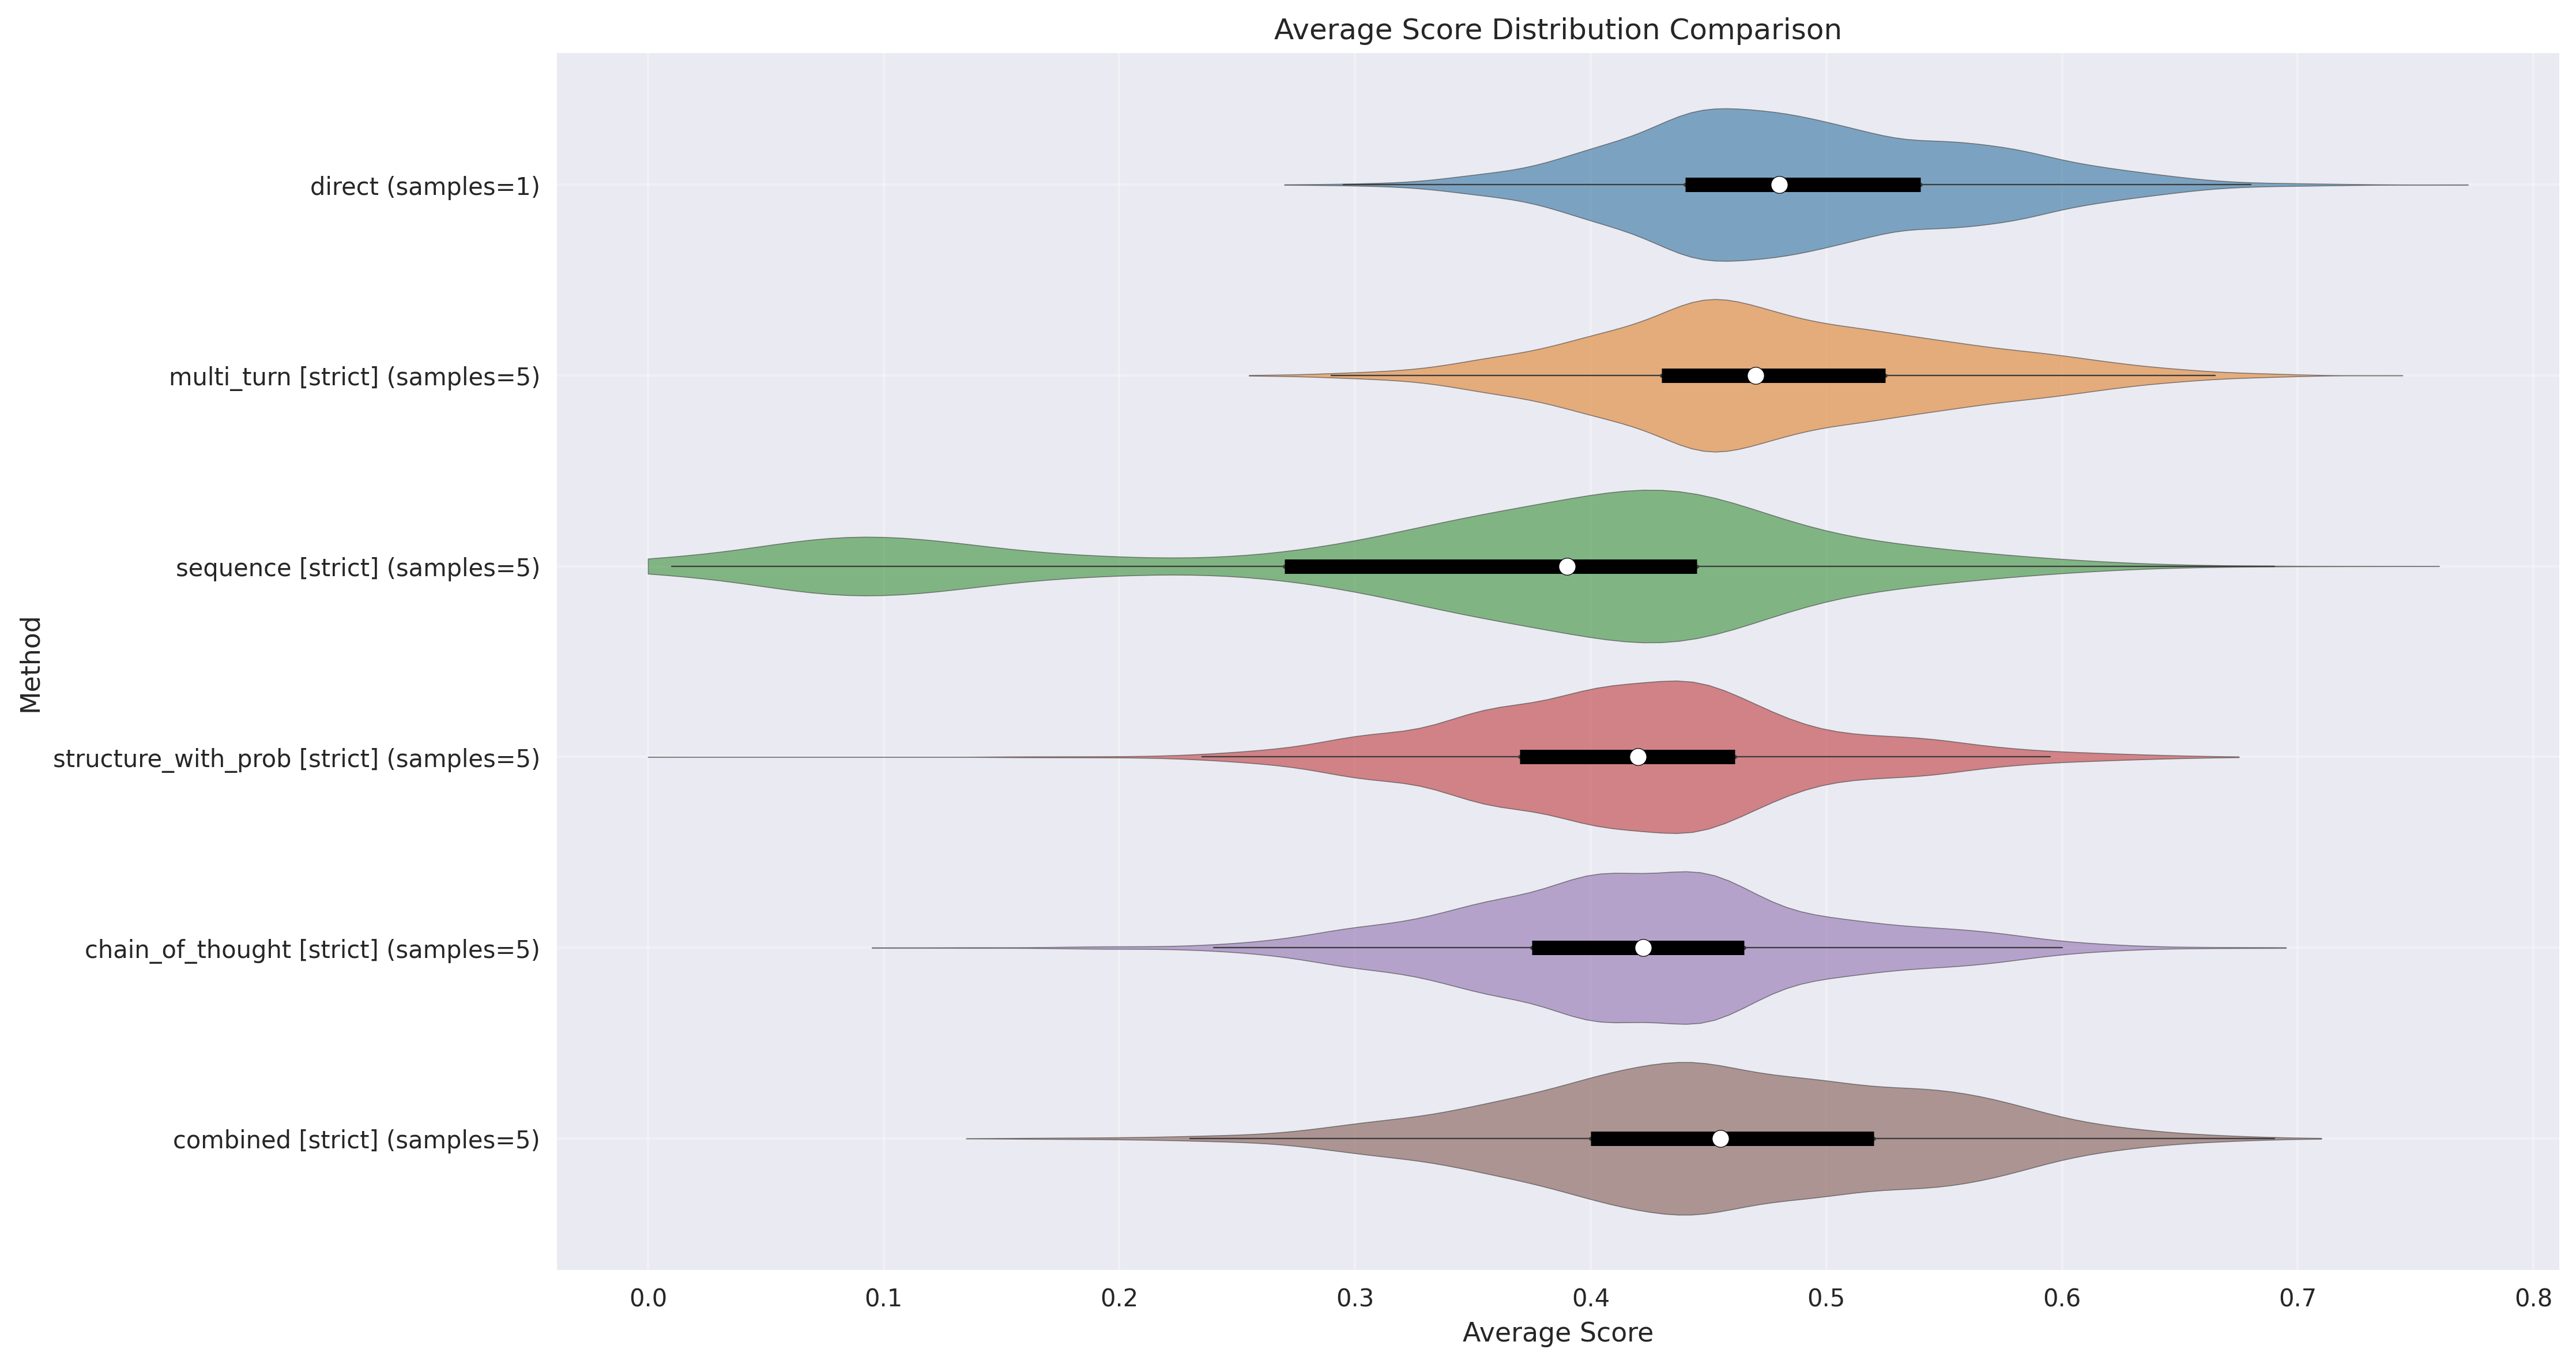 Average Score Distribution Comparison
Method
direct (samples=1)
multi_turn [strict] (samples=5)
sequence [strict] (samples=5)
structure_with_prob [strict] (samples=5)
chain_of_thought [strict] (samples=5)
combined [strict] (samples=5)
0.0 0.1 0.2 0.3 0.4 0.5 0.6 0.7 0.8
Average Score